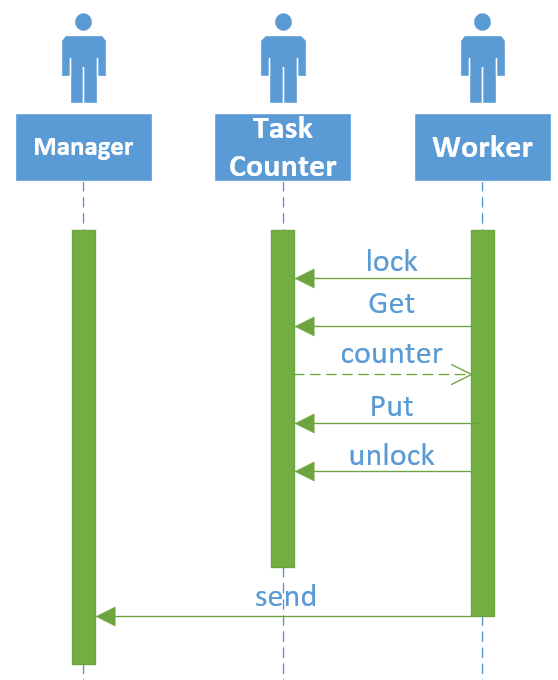 Manager
Task
Counter
Worker
lock
Get
counter
Put
unlock
send